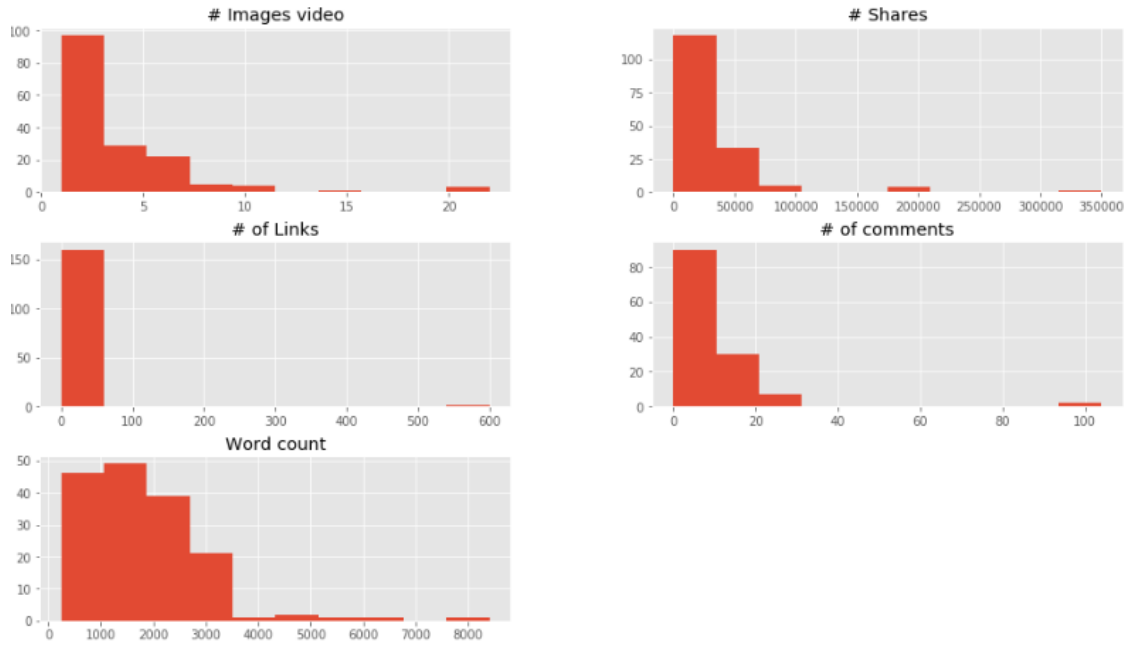 # Images video
100
80
60
40
20
0
0 5 10 15 20
# Shares
100
75
50
25
0
0 50000 100000 150000 200000 250000 300000 350000
# of Links
150
100
50
0
0 100 200 300 400 500 600
# of comments
80
60
40
20
0
0 20 40 60 80 100
Word count
50
40
30
20
10
0
0 1000 2000 3000 4000 5000 6000 7000 8000